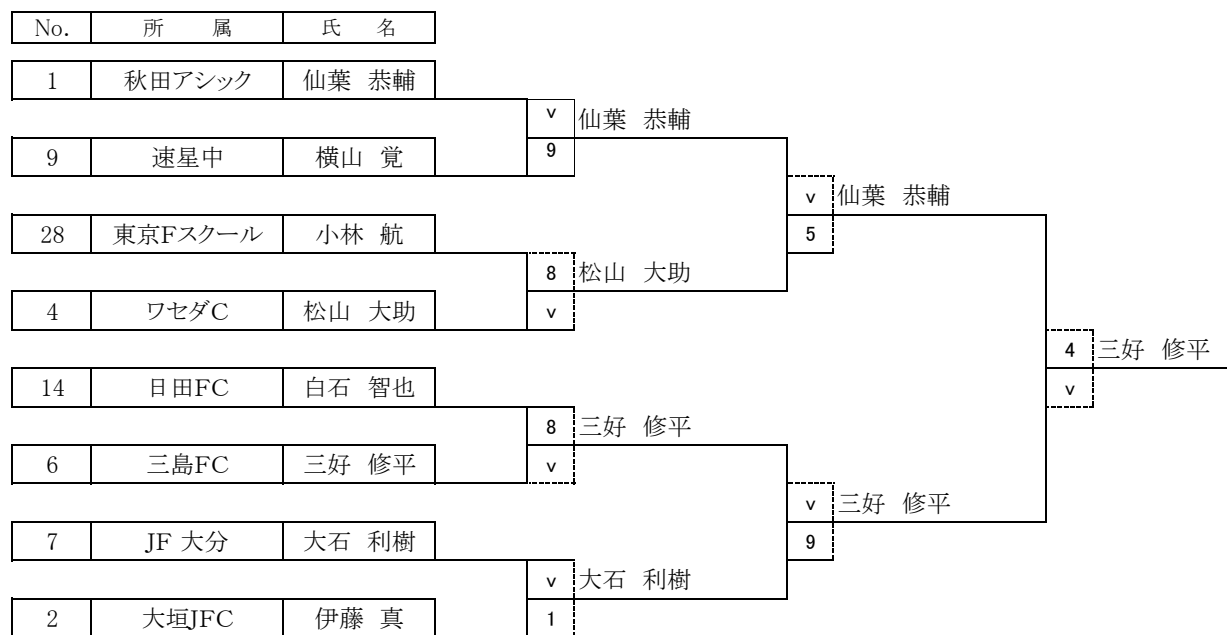 No. 所 属 氏 名
1 秋田アシック 仙葉 恭輔
v 仙葉 恭輔
9 速星中 横山 覚 9
v 仙葉 恭輔
28 東京Fスクール 小林 航 5
8 松山 大助
4 ワセダC 松山 大助 v
4 三好 修平
14 日田FC 白石 智也 v
8 三好 修平
6 三島FC 三好 修平 v
v 三好 修平
7 JF 大分 大石 利樹 9
v 大石 利樹
2 大垣JFC 伊藤 真 1